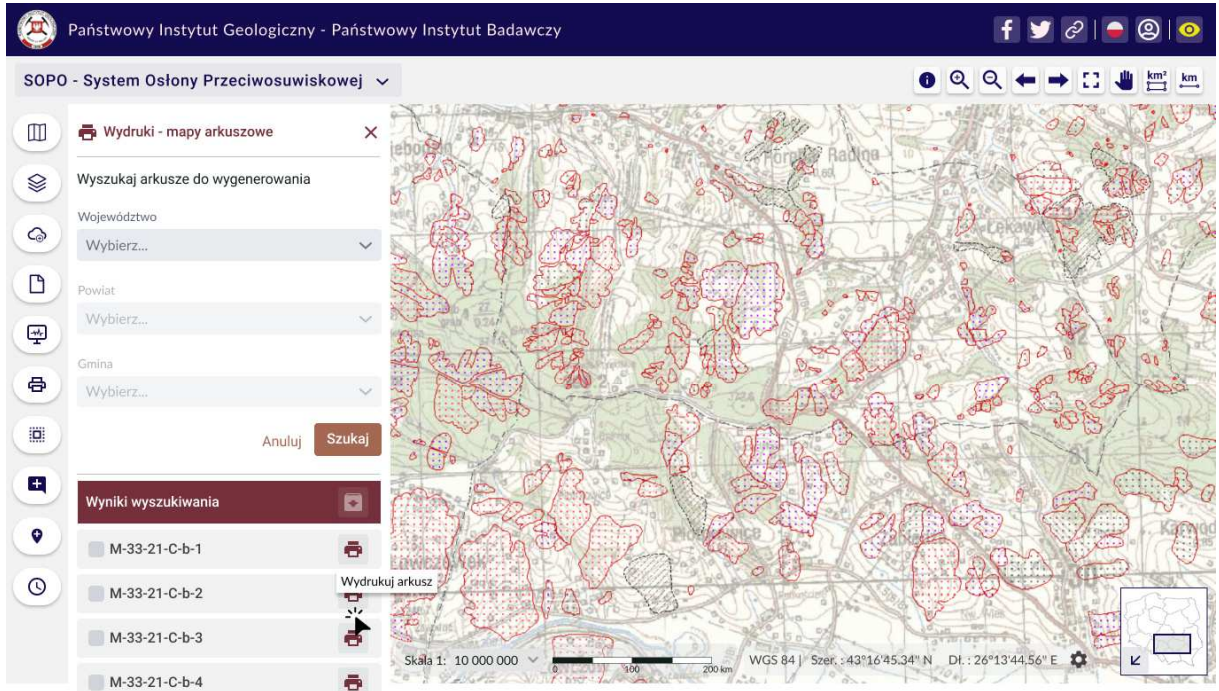 Państwowy Instytut Geologiczny - Państwowy Instytut Badawczy
SOPO - System Osłony Przeciwosuwiskowej
km²
km
Wydruki - mapy arkuszowe
Wyszukaj arkusze do wygenerowania
Województwo
Wybierz...
Powiat
Wybierz...
Gmina
Wybierz...
Anuluj
Szukaj
Wyniki wyszukiwania
M-33-21-C-b-1
Wydrukuj arkusz
M-33-21-C-b-2
M-33-21-C-b-3
M-33-21-C-b-4
Radlna
Łękawka
Skala 1: 10 000 000
0
100
200 km
WGS 84 | Szer. : 43°16'45.34" N Dł. : 26°13'44.56" E